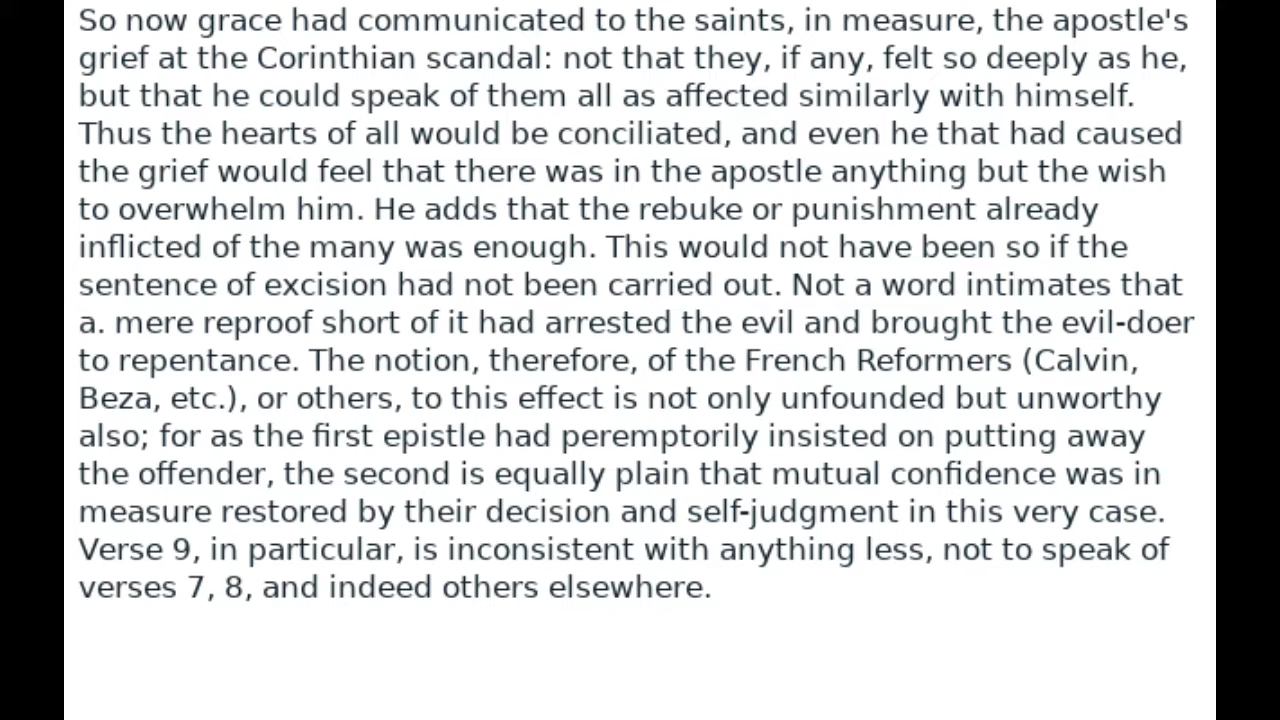 So now grace had communicated to the saints, in measure, the apostle's
grief at the Corinthian scandal: not that they, if any, felt so deeply as he,
but that he could speak of them all as affected similarly with himself.
Thus the hearts of all would be conciliated, and even he that had caused
the grief would feel that there was in the apostle anything but the wish
to overwhelm him. He adds that the rebuke or punishment already
inflicted of the many was enough. This would not have been so if the
sentence of excision had not been carried out. Not a word intimates that
a. mere reproof short of it had arrested the evil and brought the evil-doer
to repentance. The notion, therefore, of the French Reformers (Calvin,
Beza, etc.), or others, to this effect is not only unfounded but unworthy
also; for as the first epistle had peremptorily insisted on putting away
the offender, the second is equally plain that mutual confidence was in
measure restored by their decision and self-judgment in this very case.
Verse 9, in particular, is inconsistent with anything less, not to speak of
verses 7, 8, and indeed others elsewhere.